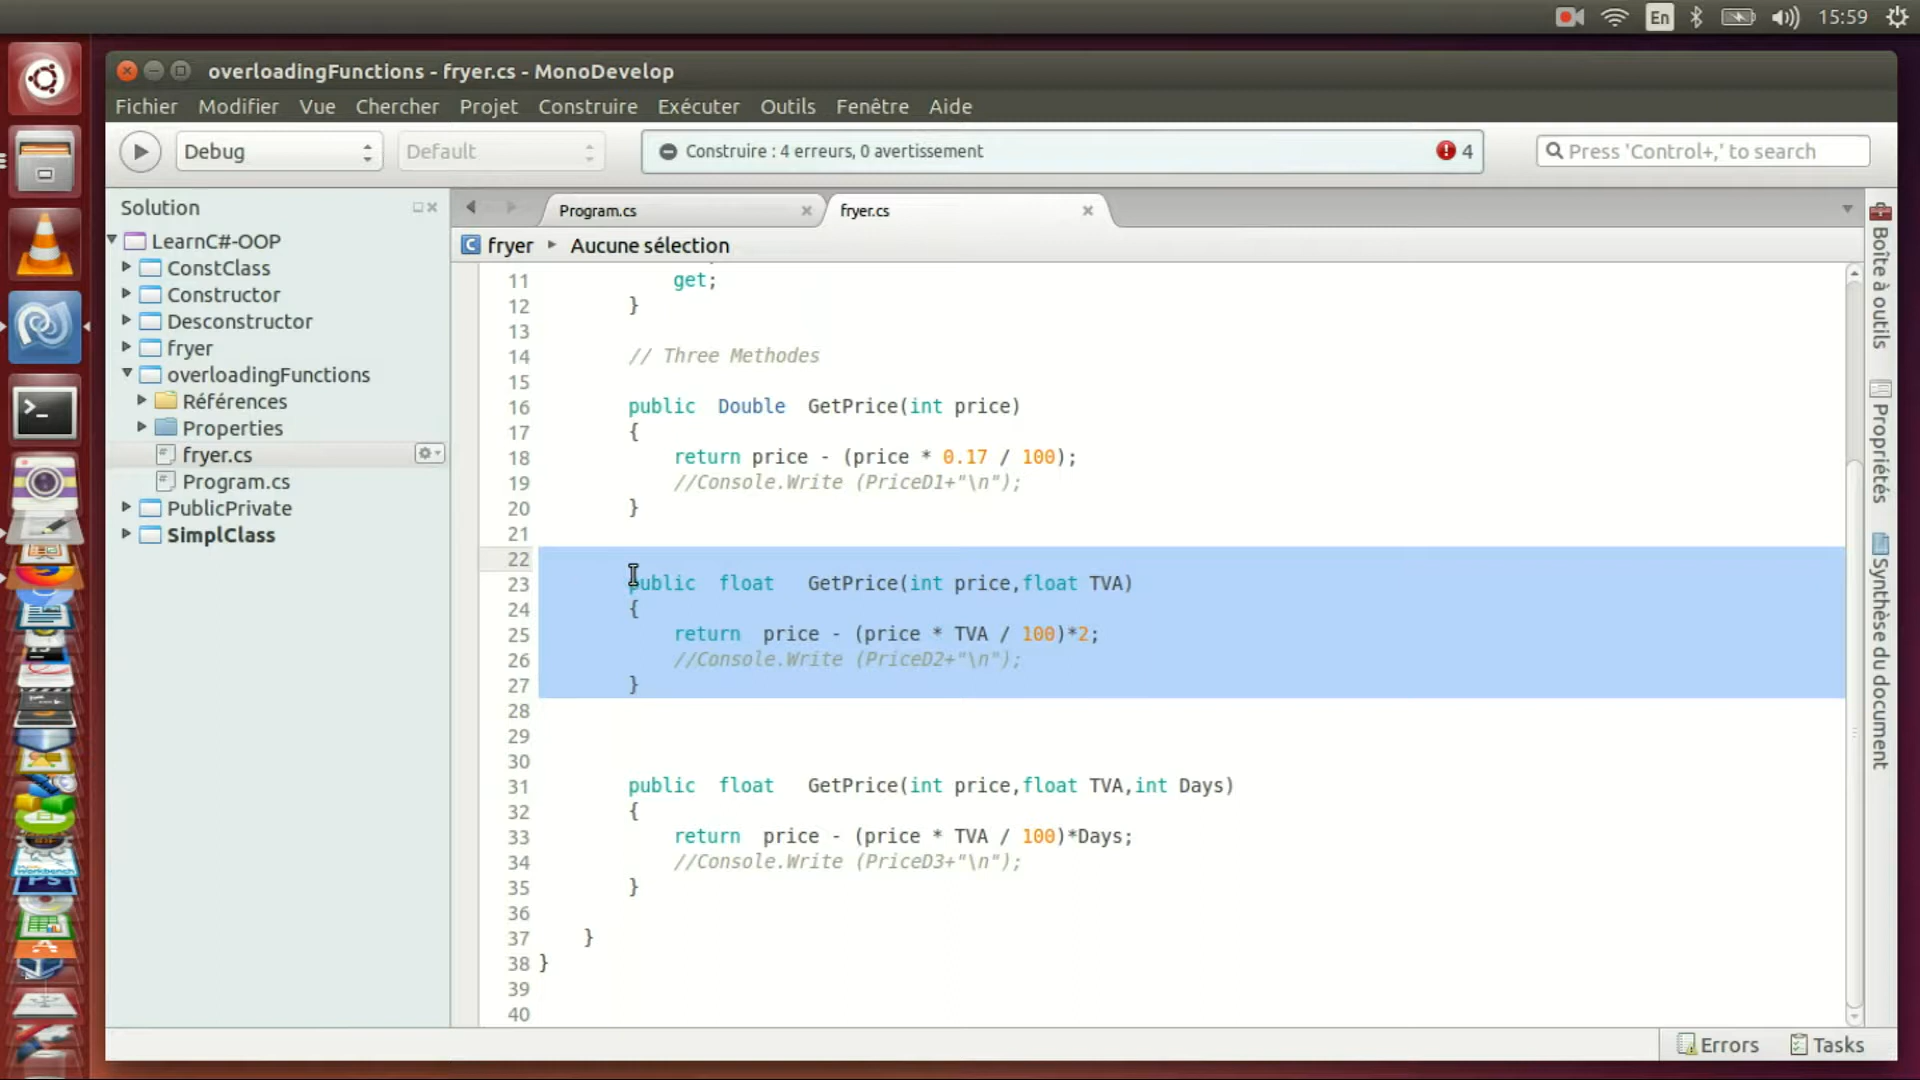 En
15:59
overloadingFunctions - fryer.cs - MonoDevelop
Fichier Modifier Vue Chercher Projet Construire Exécuter Outils Fenêtre Aide
Debug
Default
Construire : 4 erreurs, 0 avertissement
4
Press 'Control+,' to search
Solution
LearnC#-OOP
ConstClass
Constructor
Desconstructor
fryer
overloadingFunctions
Références
Properties
fryer.cs
Program.cs
PublicPrivate
SimplClass
Program.cs
fryer.cs
fryer
Aucune sélection
11 get;
12 }
13
14 // Three Methodes
15
16 public Double GetPrice(int price)
17 {
18 return price - (price * 0.17 / 100);
19 //Console.Write (PriceD1+"\n");
20 }
21
22
23 public float GetPrice(int price,float TVA)
24 {
25 return price - (price * TVA / 100)*2;
26 //Console.Write (PriceD2+"\n");
27 }
28
29
30
31 public float GetPrice(int price,float TVA,int Days)
32 {
33 return price - (price * TVA / 100)*Days;
34 //Console.Write (PriceD3+"\n");
35 }
36
37 }
38 }
39
40
Boîte à outils
Propriétés
Synthèse du document
Errors
Tasks